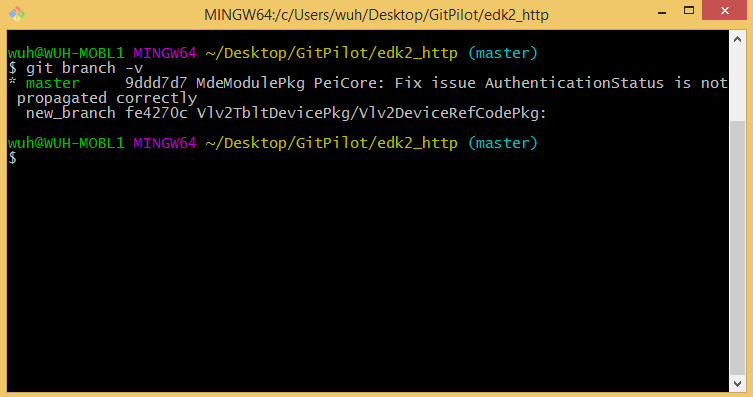 MINGW64:/c/Users/wuh/Desktop/GitPilot/edk2_http
wuh@WUH-MOBL1 MINGW64 ~/Desktop/GitPilot/edk2_http (master)
$ git branch -v
* master     9ddd7d7 MdeModulePkg PeiCore: Fix issue AuthenticationStatus is not
 propagated correctly
  new_branch fe4270c Vlv2TbltDevicePkg/Vlv2DeviceRefCodePkg:
wuh@WUH-MOBL1 MINGW64 ~/Desktop/GitPilot/edk2_http (master)
$